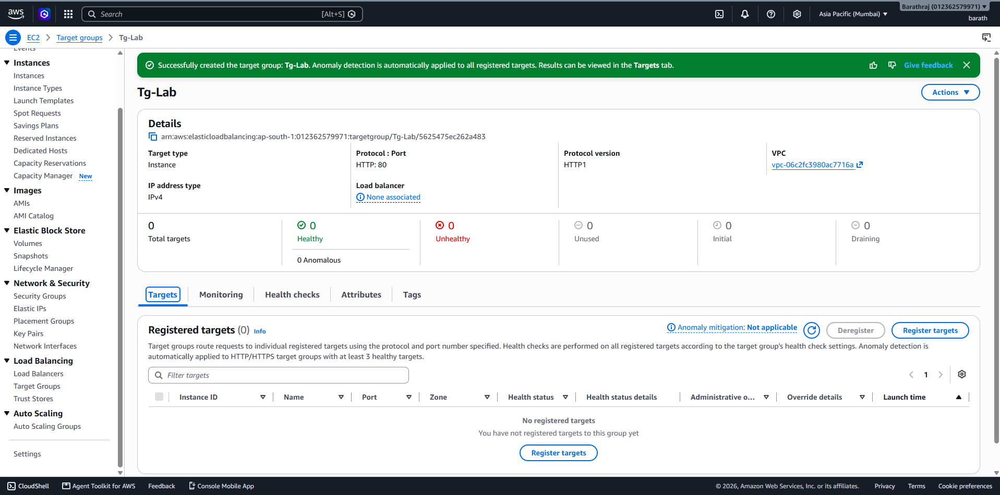 aws
Search
[Alt+S]
Asia Pacific (Mumbai)
Barathraj (012362579971)
barath
EC2
Target groups
Tg-Lab
Events
Instances
Instances
Instance Types
Launch Templates
Spot Requests
Savings Plans
Reserved Instances
Dedicated Hosts
Capacity Reservations
Capacity Manager New
Images
AMIs
AMI Catalog
Elastic Block Store
Volumes
Snapshots
Lifecycle Manager
Network & Security
Security Groups
Elastic IPs
Placement Groups
Key Pairs
Network Interfaces
Load Balancing
Load Balancers
Target Groups
Trust Stores
Auto Scaling
Auto Scaling Groups
Settings
Successfully created the target group: Tg-Lab. Anomaly detection is automatically applied to all registered targets. Results can be viewed in the Targets tab.
Give feedback
Tg-Lab
Actions
Details
arn:aws:elasticloadbalancing:ap-south-1:012362579971:targetgroup/Tg-Lab/5625475ec262a483
Target type
Instance
Protocol : Port
HTTP: 80
Protocol version
HTTP1
VPC
vpc-06c2fc3980ac7716a
IP address type
IPv4
Load balancer
None associated
0
Total targets
0
Healthy
0 Anomalous
0
Unhealthy
0
Unused
0
Initial
0
Draining
Targets
Monitoring
Health checks
Attributes
Tags
Registered targets (0) Info
Anomaly mitigation: Not applicable
Deregister
Register targets
Target groups route requests to individual registered targets using the protocol and port number specified. Health checks are performed on all registered targets according to the target group's health check settings. Anomaly detection is
automatically applied to HTTP/HTTPS target groups with at least 3 healthy targets.
Filter targets
1
Instance ID
Name
Port
Zone
Health status
Health status details
Administrative o...
Override details
Launch time
No registered targets
You have not registered targets to this group yet
Register targets
CloudShell
Agent Toolkit for AWS
Feedback
Console Mobile App
© 2026, Amazon Web Services, Inc. or its affiliates.
Privacy
Terms
Cookie preferences